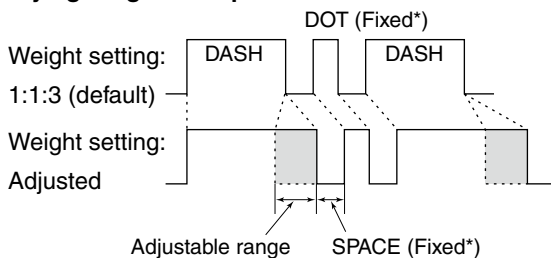 DOT (Fixed*)
Weight setting: DASH DASH
1:1:3 (default)
Weight setting:
Adjusted
Adjustable range SPACE (Fixed*)